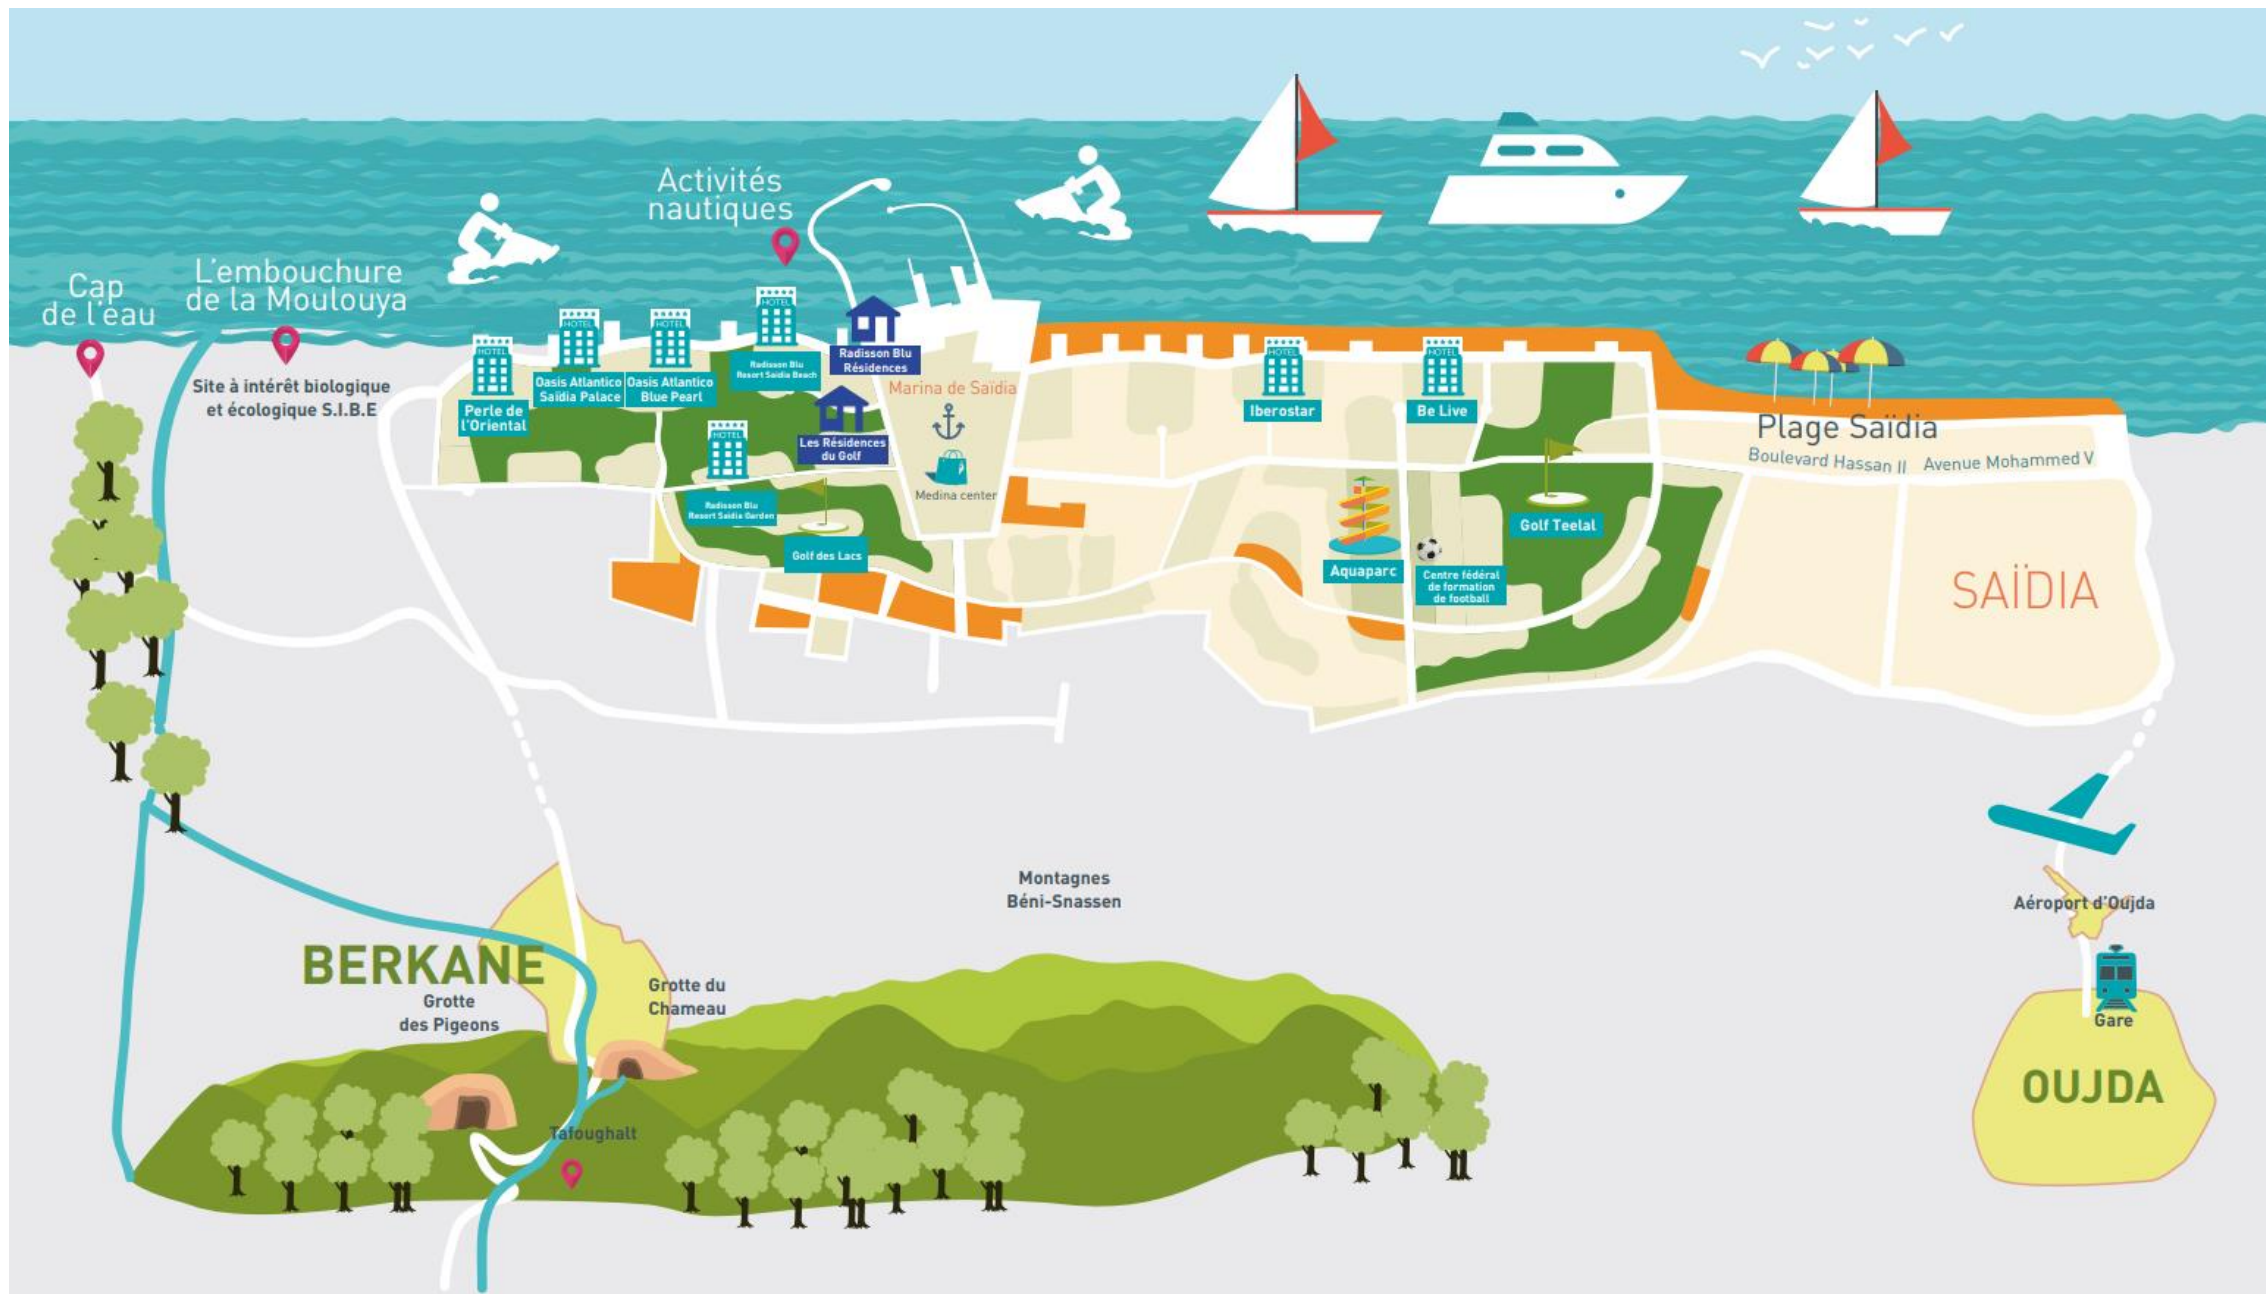 Activités
nautiques
Cap
de l'eau
L'embouchure
de la Moulouya
Site à intérêt biologique
et écologique S.I.B.E
HOTEL
Perle de
l'Oriental
HOTEL
Oasis Atlantico
Saïdia Palace
HOTEL
Oasis Atlantico
Blue Pearl
HOTEL
Radisson Blu
Resort Saidia Beach
Radisson Blu
Résidences
HOTEL
Radisson Blu
Resort Saidia Garden
Les Résidences
du Golf
Golf des Lacs
Marina de Saïdia
Medina center
HOTEL
Iberostar
HOTEL
Be Live
Aquaparc
Centre fédéral
de formation
de football
Golf Teelal
Plage Saïdia
Boulevard Hassan II
Avenue Mohammed V
SAÏDIA
Montagnes
Béni-Snassen
BERKANE
Grotte
des Pigeons
Grotte du
Chameau
Tafoughalt
Aéroport d'Oujda
Gare
OUJDA